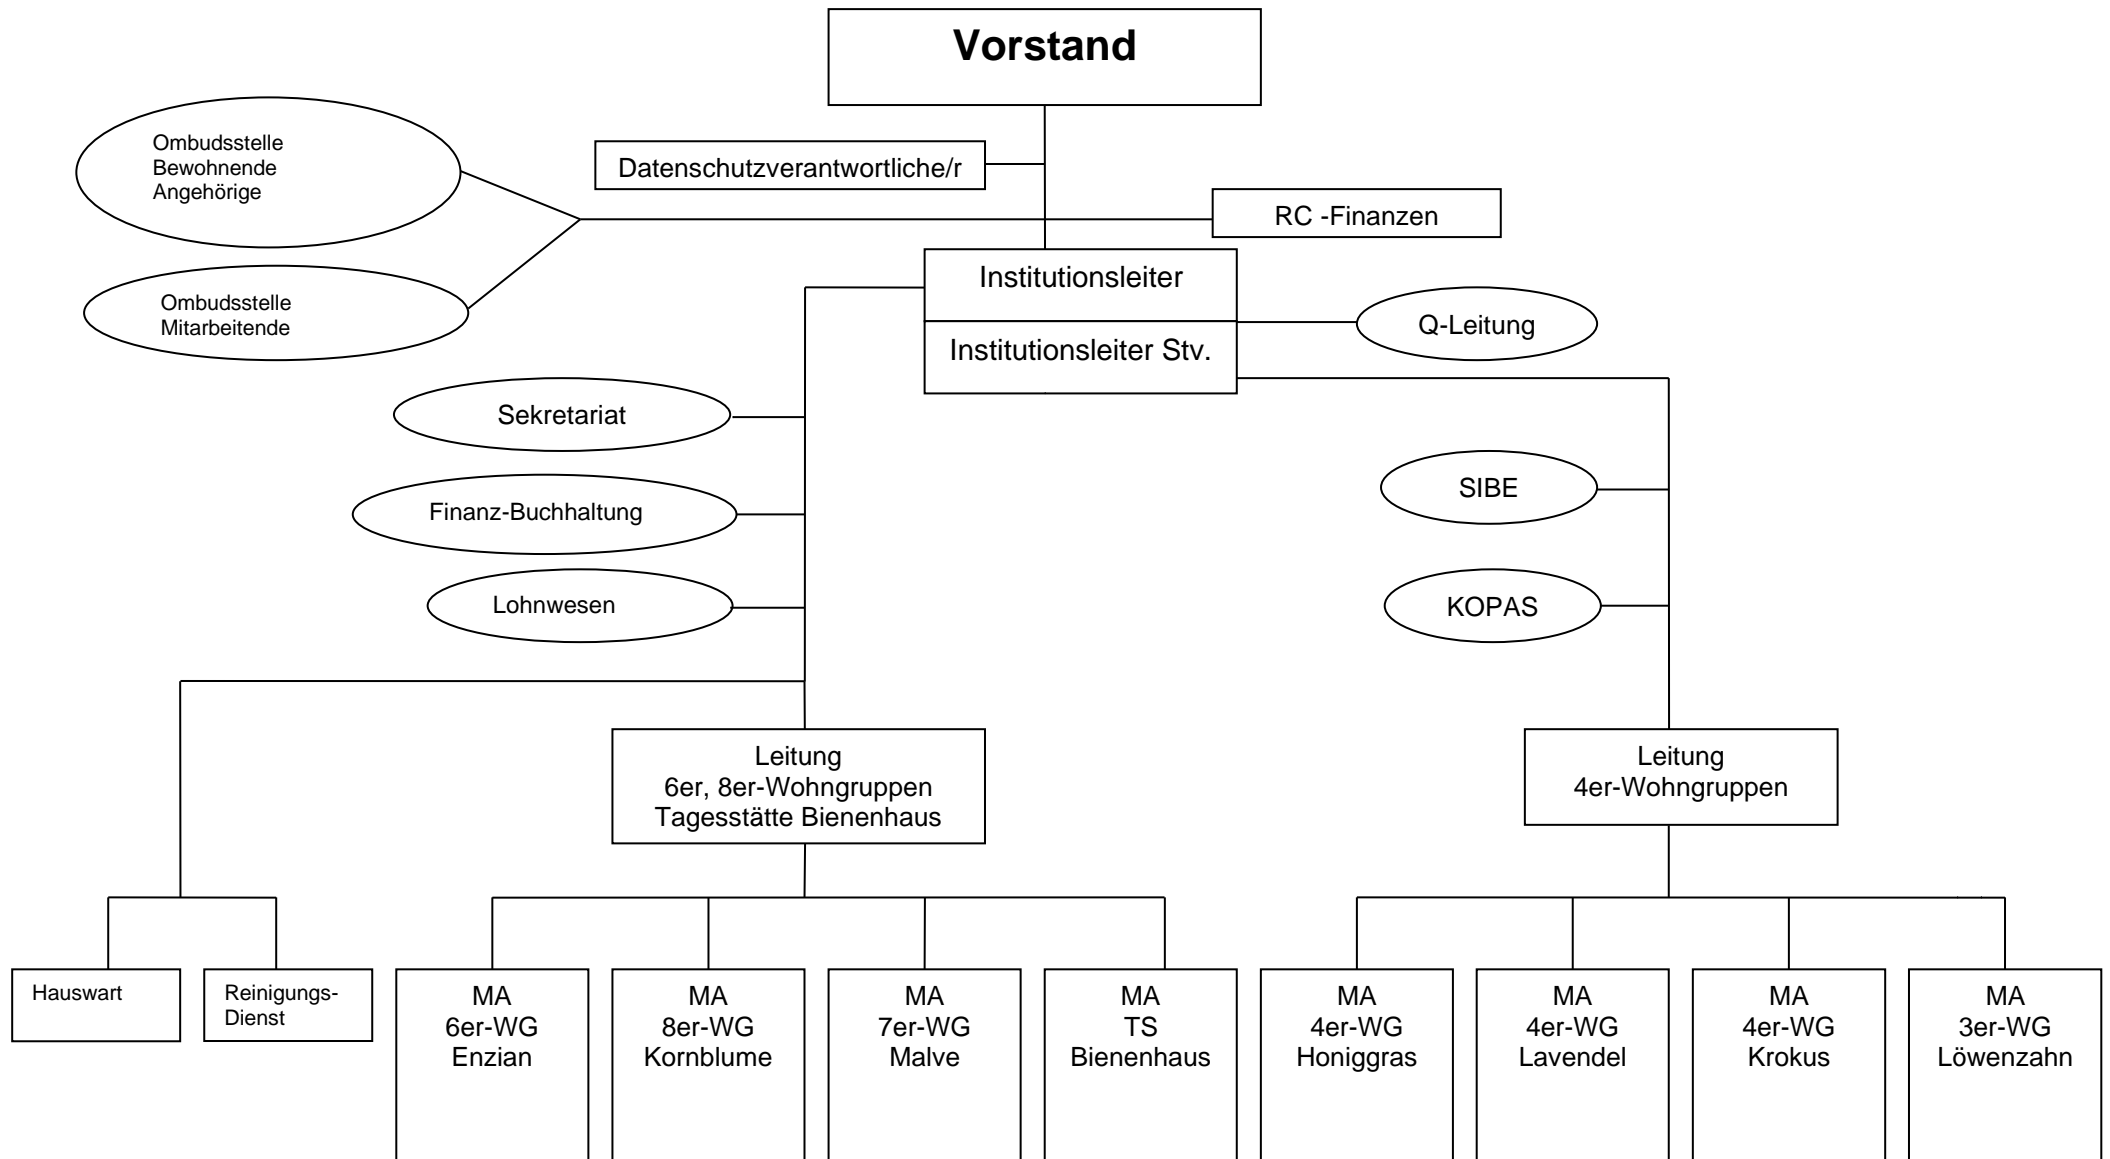 Vorstand
Ombudsstelle
Bewohnende
Angehörige
Datenschutzverantwortliche/r
RC -Finanzen
Ombudsstelle
Mitarbeitende
Institutionsleiter
Institutionsleiter Stv.
Q-Leitung
Sekretariat
Finanz-Buchhaltung
Lohnwesen
SIBE
KOPAS
Leitung
6er, 8er-Wohngruppen
Tagesstätte Bienenhaus
Leitung
4er-Wohngruppen
Hauswart
Reinigungs-
Dienst
MA
6er-WG
Enzian
MA
8er-WG
Kornblume
MA
7er-WG
Malve
MA
TS
Bienenhaus
MA
4er-WG
Honiggras
MA
4er-WG
Lavendel
MA
4er-WG
Krokus
MA
3er-WG
Löwenzahn